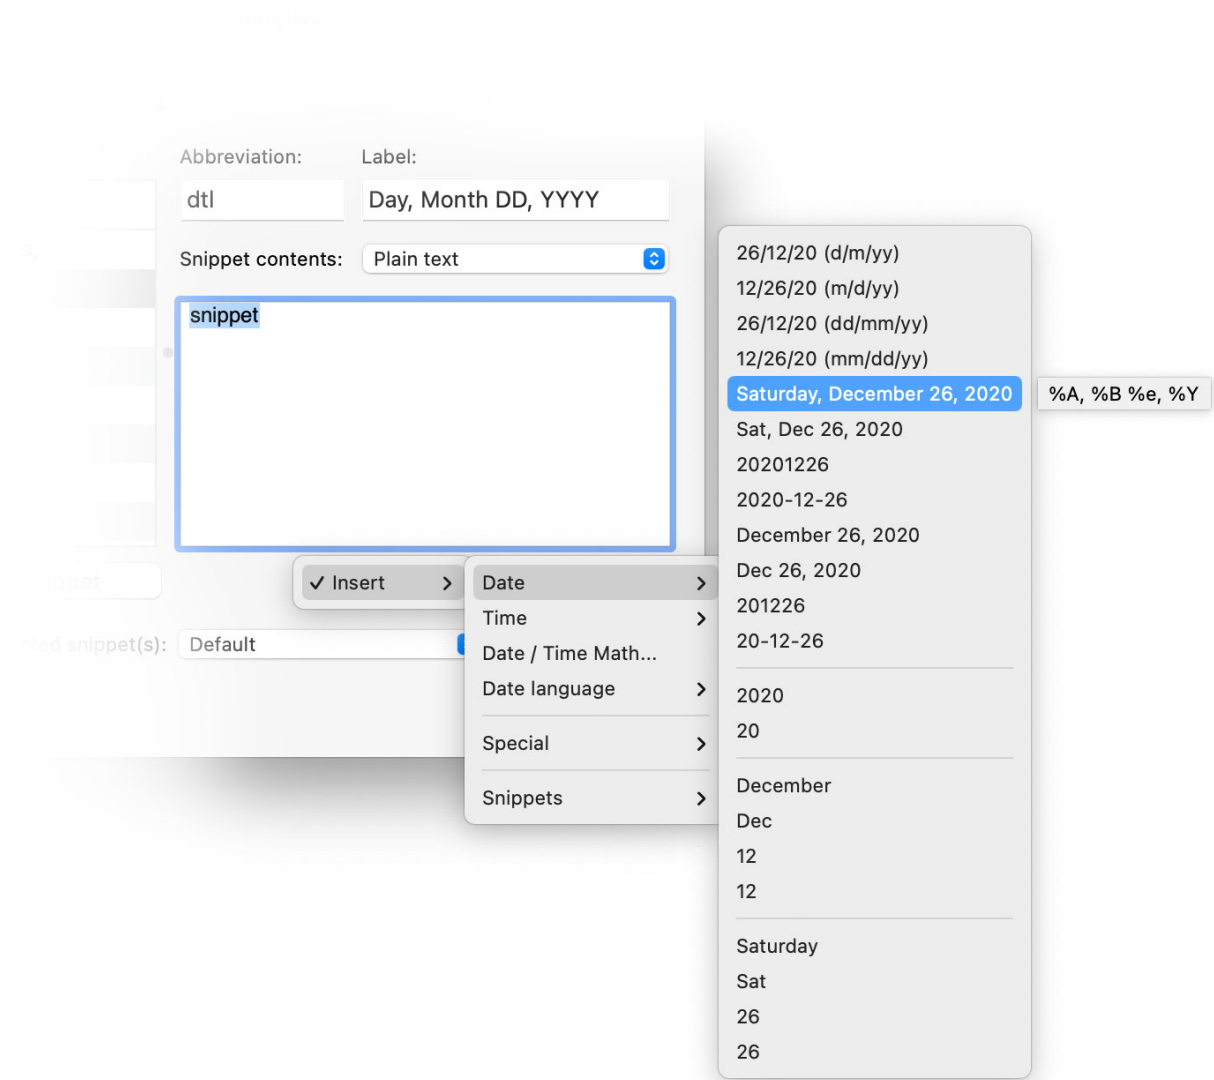 Abbreviation:
Label:
dtl
Day, Month DD, YYYY
Snippet contents:
Plain text
snippet
cted snippet(s):
Default
✓ Insert
Date
Time
Date / Time Math...
Date language
Special
Snippets
26/12/20 (d/m/yy)
12/26/20 (m/d/yy)
26/12/20 (dd/mm/yy)
12/26/20 (mm/dd/yy)
Saturday, December 26, 2020
%A, %B %e, %Y
Sat, Dec 26, 2020
20201226
2020-12-26
December 26, 2020
Dec 26, 2020
201226
20-12-26
2020
20
December
Dec
12
12
Saturday
Sat
26
26